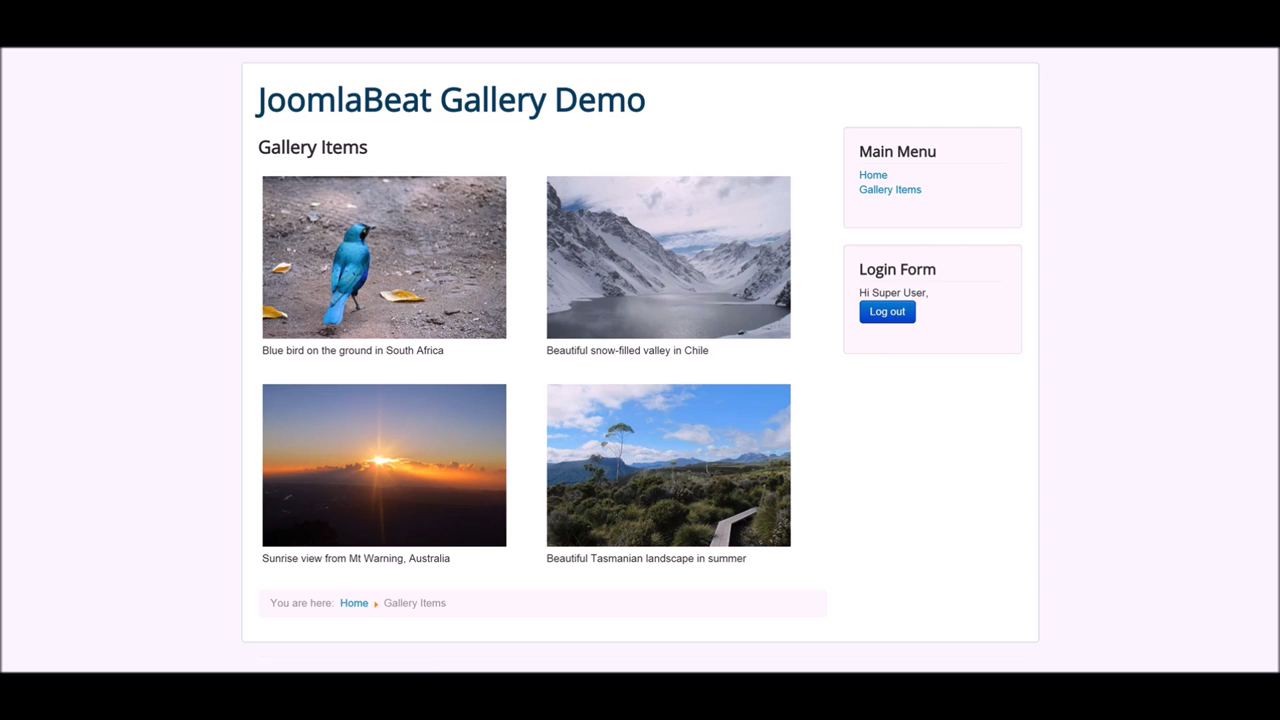 JoomlaBeat Gallery Demo
Gallery Items
Blue bird on the ground in South Africa
Beautiful snow-filled valley in Chile
Sunrise view from Mt Warning, Australia
Beautiful Tasmanian landscape in summer
You are here: Home Gallery Items
Main Menu
Home
Gallery Items
Login Form
Hi Super User,
Log out